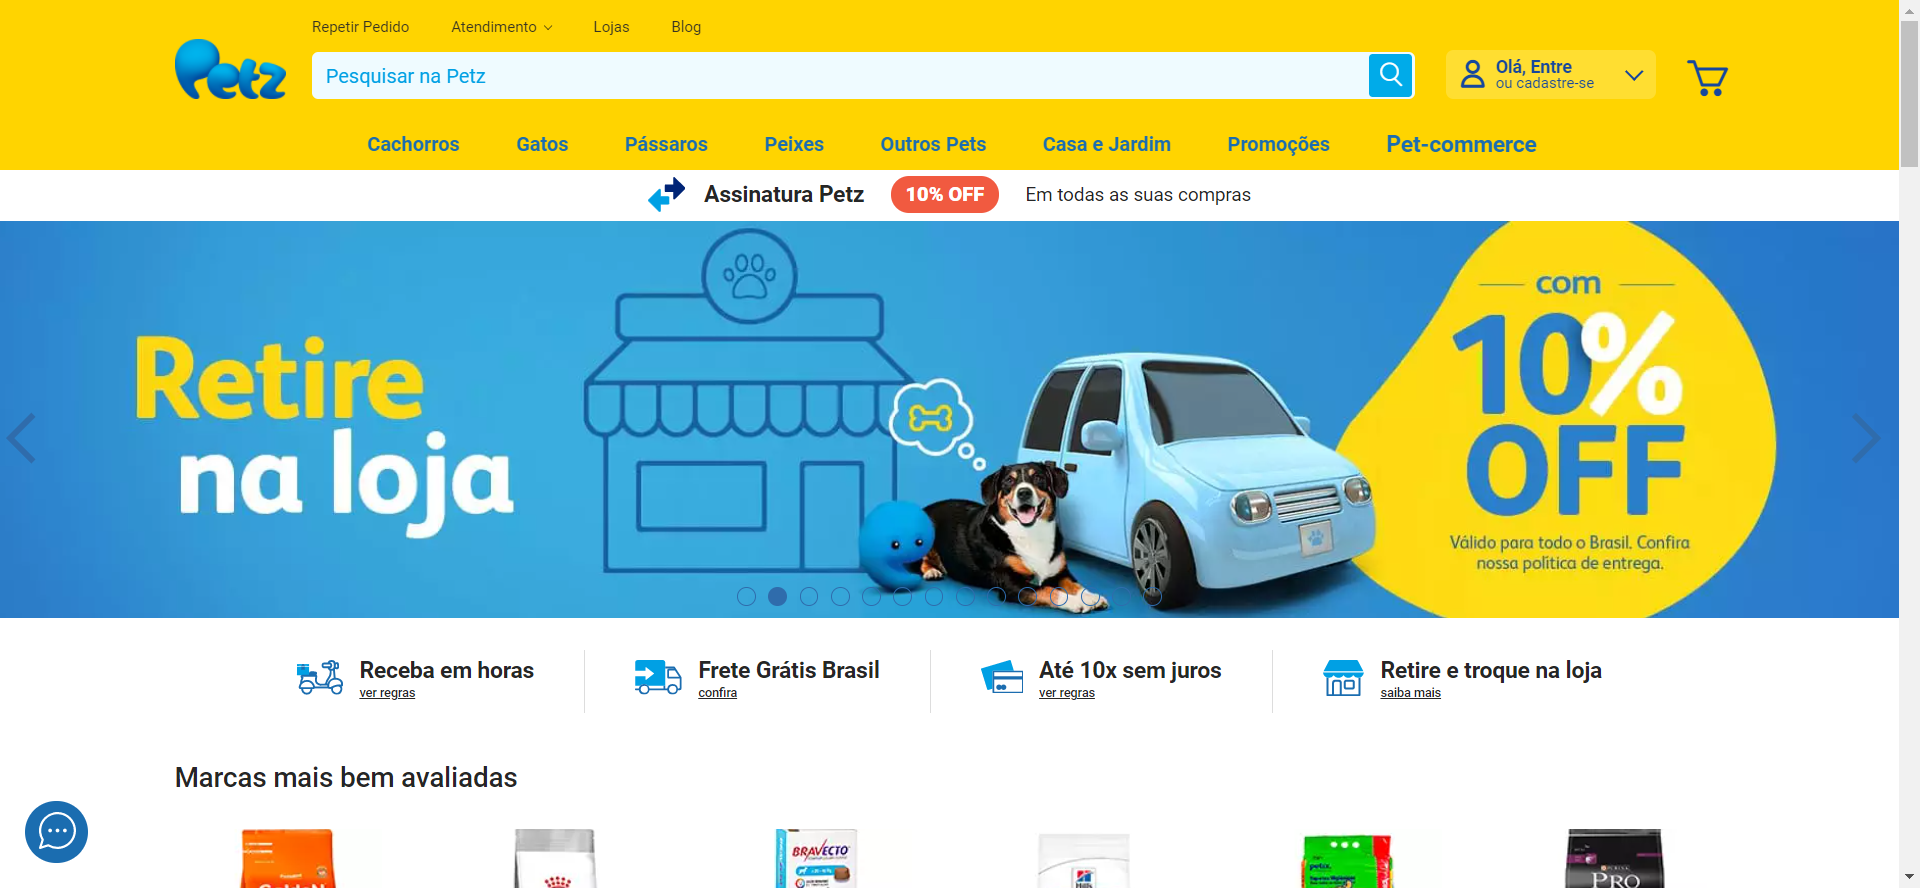 Repetir Pedido
Atendimento
Lojas
Blog
Petz
Pesquisar na Petz
Olá, Entre
ou cadastre-se
Cachorros
Gatos
Pássaros
Peixes
Outros Pets
Casa e Jardim
Promoções
Pet-commerce
Assinatura Petz
10% OFF
Em todas as suas compras
Retire
na loja
com
10%
OFF
Válido para todo o Brasil. Confira
nossa política de entrega.
Receba em horas
ver regras
Frete Grátis Brasil
confira
Até 10x sem juros
ver regras
Retire e troque na loja
saiba mais
Marcas mais bem avaliadas
BRAVECTO
Hill's
petix
PRO